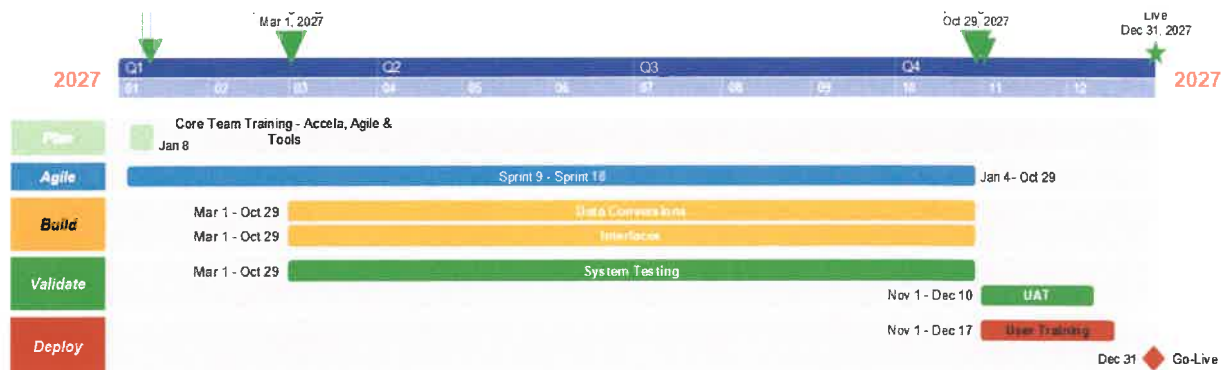 Mar 1, 2027
Oct 29, 2027
Live
Dec 31, 2027
2027
Q1
Q2
Q3
Q4
2027
01
02
03
04
05
06
07
08
09
10
11
12
Plan
Core Team Training - Accela, Agile &
Tools
Jan 8
Agile
Sprint 9 - Sprint 18
Jan 4- Oct 29
Build
Mar 1 - Oct 29
Data Conversions
Mar 1 - Oct 29
Interfaces
Validate
Mar 1 - Oct 29
System Testing
Nov 1 - Dec 10
UAT
Deploy
Nov 1 - Dec 17
User Training
Dec 31
Go-Live